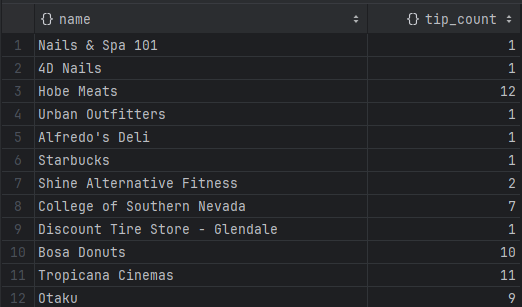 {} name {} tip_count
1 Nails & Spa 101 1
2 4D Nails 1
3 Hobe Meats 12
4 Urban Outfitters 1
5 Alfredo's Deli 1
6 Starbucks 1
7 Shine Alternative Fitness 2
8 College of Southern Nevada 7
9 Discount Tire Store - Glendale 1
10 Bosa Donuts 10
11 Tropicana Cinemas 11
12 Otaku 9